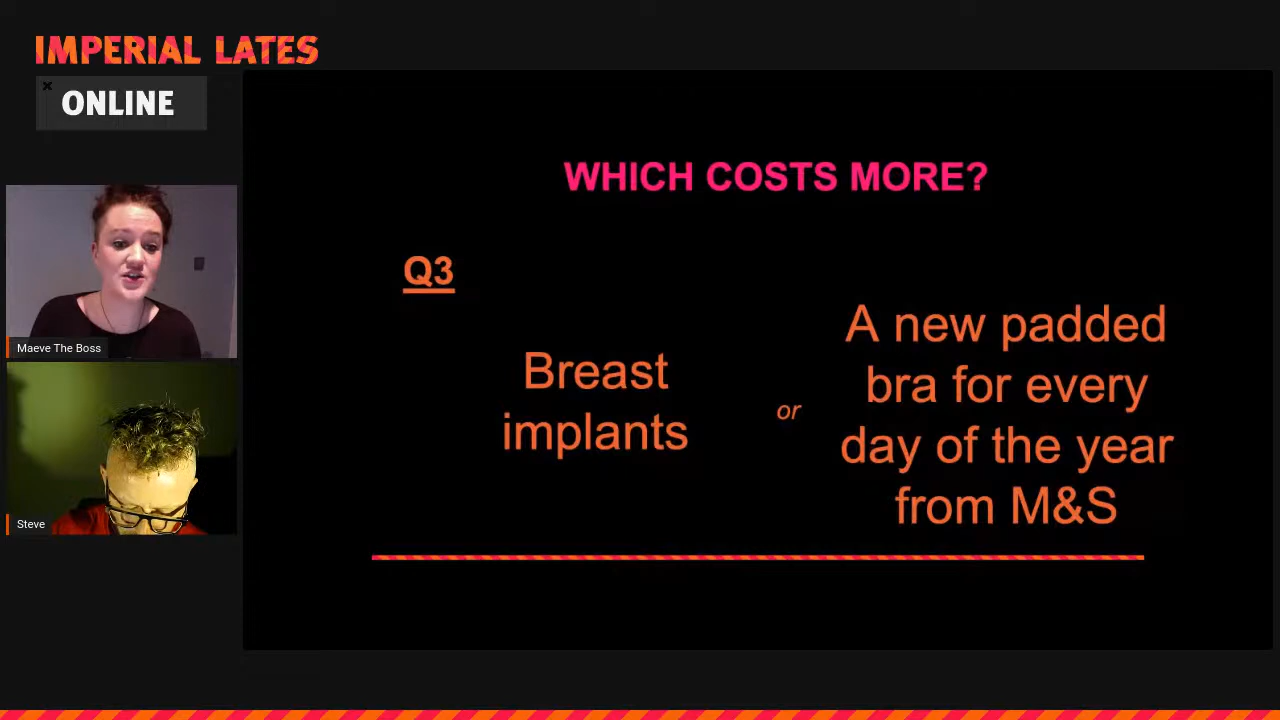 IMPERIAL LATES
ONLINE
Maeve The Boss
Steve
WHICH COSTS MORE?
Q3
Breast
implants
or
A new padded
bra for every
day of the year
from M&S